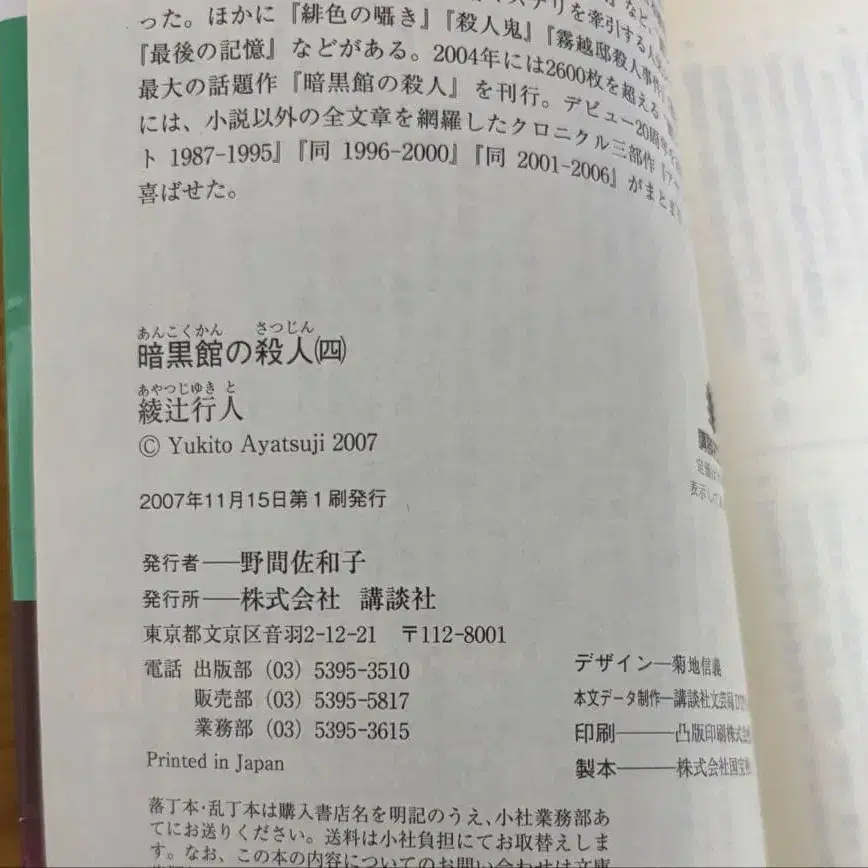 った。ほかに『緋色の囁き』『殺人鬼』『霧越邸殺人事件
『最後の記憶』などがある。2004年には2600枚を超える
最大の話題作『暗黒館の殺人』を刊行。デビュー20周年
には、小説以外の全文章を網羅したクロニクル三部作『アー
ト 1987-1995』『同 1996-2000』『同 2001-2006』がまとま
喜ばせた。
あんこくかん さつじん
暗黒館の殺人(四)
あやつじゆきと
綾辻行人
© Yukito Ayatsuji 2007
2007年11月15日第1刷発行
発行者――野間佐和子
発行所――株式会社 講談社
東京都文京区音羽2-12-21 〒112-8001
電話 出版部 (03) 5395-3510
販売部 (03) 5395-5817
業務部 (03) 5395-3615
Printed in Japan
デザイン―菊地信義
本文データ制作―講談社文芸局
印刷――――凸版印刷株式会
製本――――株式会社国宝
落丁本・乱丁本は購入書店名を明記のうえ、小社業務部あ
てにお送りください。送料は小社負担にてお取替えしま
す。なお、この本の内容についてのお問い合わせは文庫
表示して